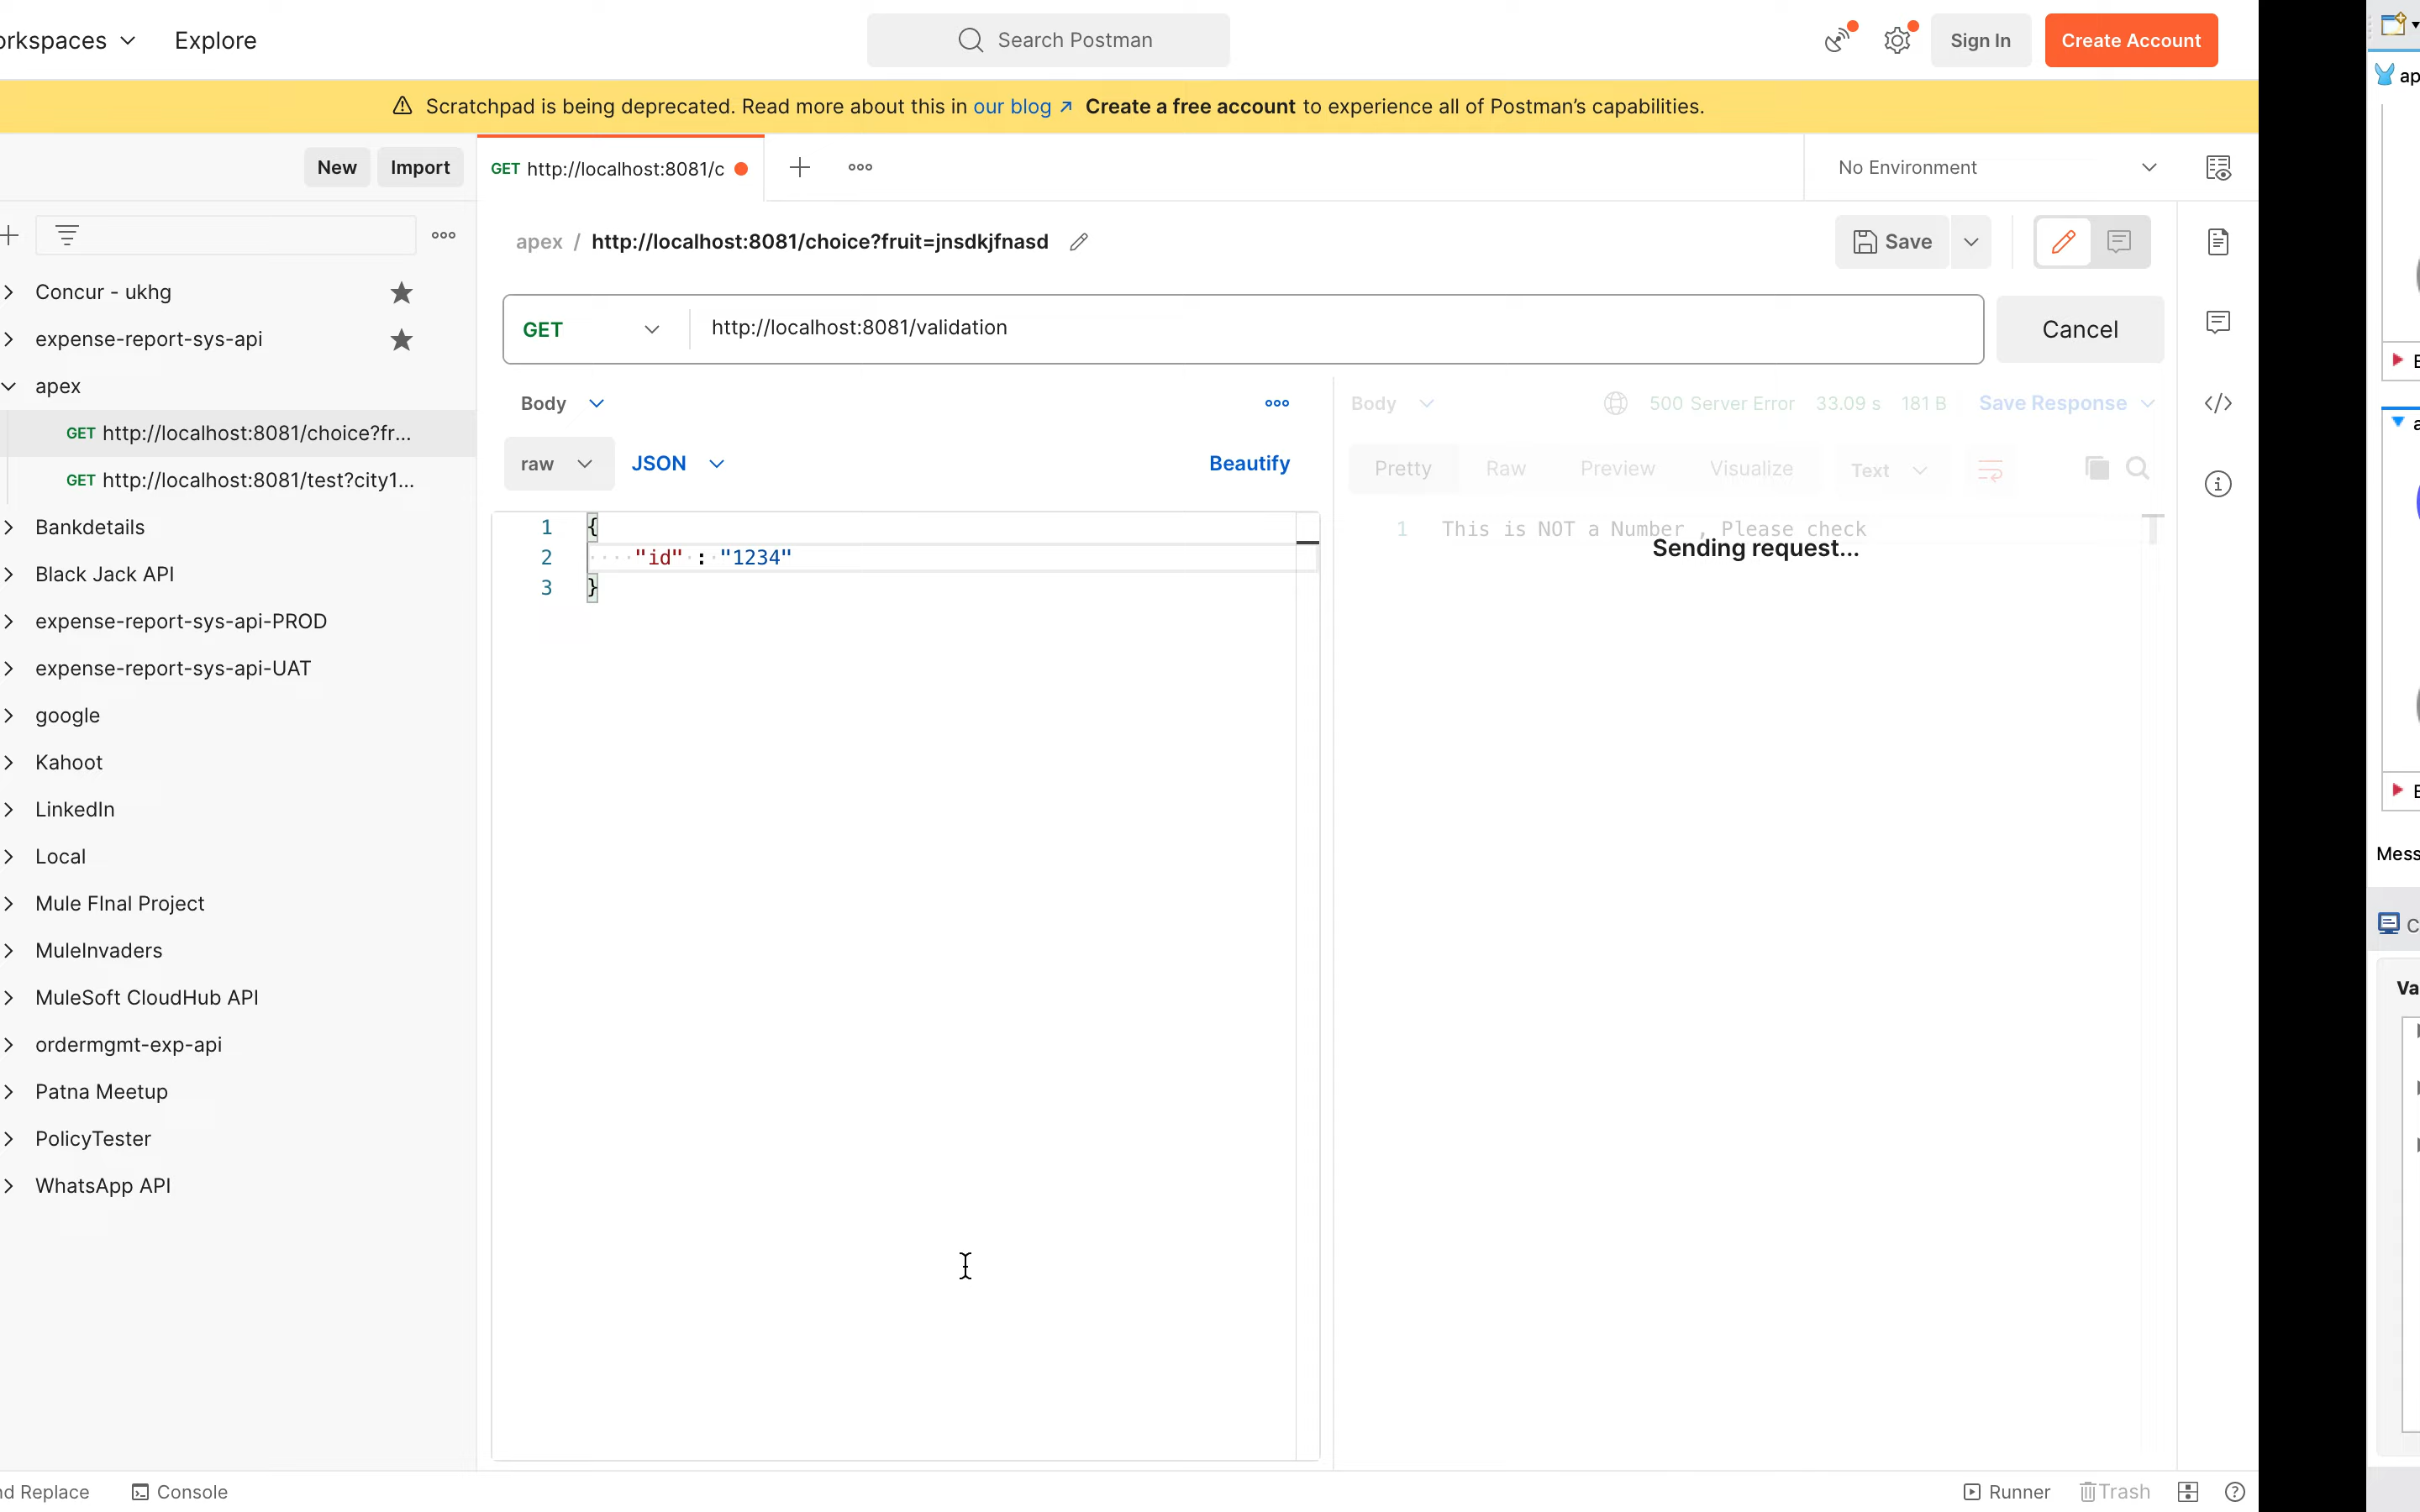 orkspaces
Explore
Search Postman
Sign In
Create Account
Scratchpad is being deprecated. Read more about this in our blog ↗ Create a free account to experience all of Postman's capabilities.
New
Import
GET http://localhost:8081/c
No Environment
apex / http://localhost:8081/choice?fruit=jnsdkjfnasd
Save
GET
http://localhost:8081/validation
Cancel
Body
Body
500 Server Error 33.09 s 181 B
Save Response
raw
JSON
Beautify
Pretty
Raw
Preview
Visualize
Text
1 {
2 "id" : "1234"
3 }
1 This is NOT a Number , Please check
Sending request...
Concur - ukhg
expense-report-sys-api
apex
GET http://localhost:8081/choice?fr...
GET http://localhost:8081/test?city1...
Bankdetails
Black Jack API
expense-report-sys-api-PROD
expense-report-sys-api-UAT
google
Kahoot
LinkedIn
Local
Mule FInal Project
MuleInvaders
MuleSoft CloudHub API
ordermgmt-exp-api
Patna Meetup
PolicyTester
WhatsApp API
nd Replace
Console
Runner
Trash
ap
Mess
Va